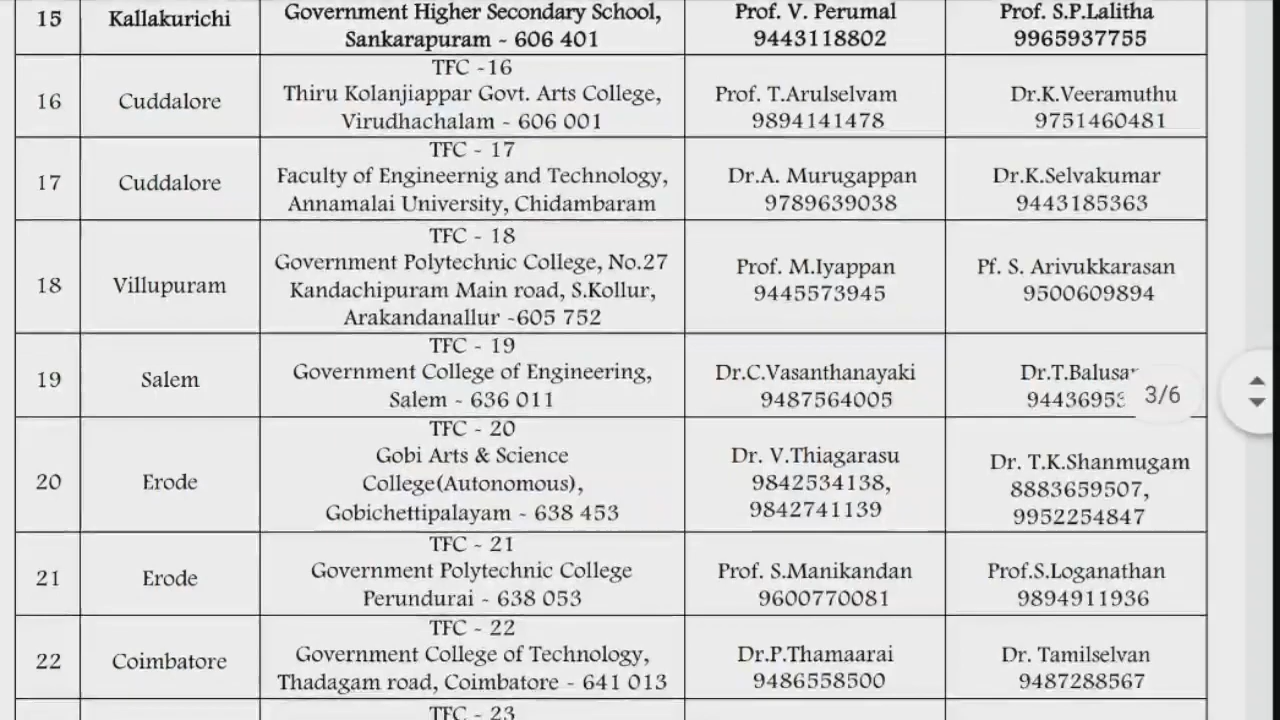 15 Kallakurichi Government Higher Secondary School, Prof. V. Perumal Prof. S.P.Lalitha
Sankarapuram - 606 401 9443118802 9965937755
TFC -16
16 Cuddalore Thiru Kolanjiappar Govt. Arts College, Prof. T.Arulselvam Dr.K.Veeramuthu
Virudhachalam - 606 001 9894141478 9751460481
TFC - 17
17 Cuddalore Faculty of Engineernig and Technology, Dr.A. Murugappan Dr.K.Selvakumar
Annamalai University, Chidambaram 9789639038 9443185363
TFC - 18
18 Villupuram Government Polytechnic College, No.27 Prof. M.Iyappan Pf. S. Arivukkarasan
Kandachipuram Main road, S.Kollur, 9445573945 9500609894
Arakandanallur -605 752
TFC - 19
19 Salem Government College of Engineering, Dr.C.Vasanthanayaki
Salem - 636 011 9487564005
3/6
TFC - 20
20 Erode Gobi Arts & Science Dr. V.Thiagarasu Dr. T.K.Shanmugam
College(Autonomous), 9842534138, 8883659507,
Gobichettipalayam - 638 453 9842741139 9952254847
TFC - 21
21 Erode Government Polytechnic College Prof. S.Manikandan Prof.S.Loganathan
Perundurai - 638 053 9600770081 9894911936
TFC - 22
22 Coimbatore Government College of Technology, Dr.P.Thamaarai Dr. Tamilselvan
Thadagam road, Coimbatore - 641 013 9486558500 9487288567
TFC - 23